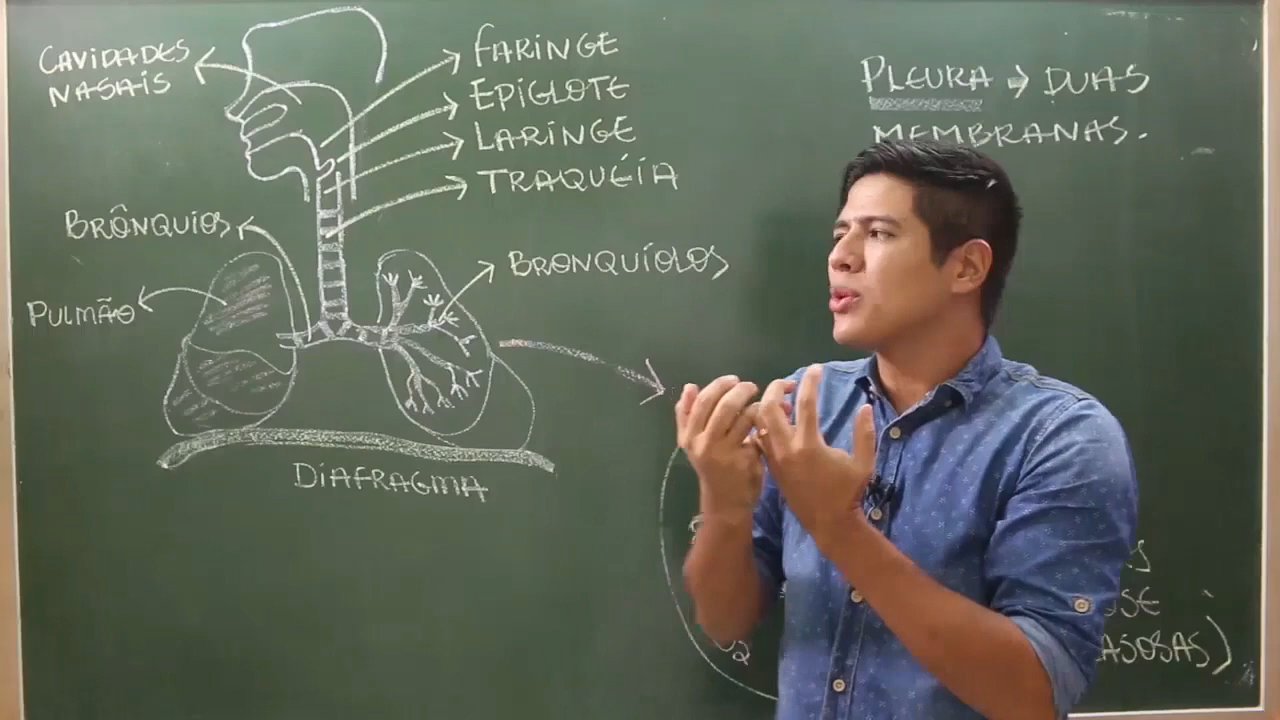 CAVIDADES
NASAIS
FARINGE
EPIGLOTE
LARINGE
TRAQUÉIA
BRÔNQUIOS
PULMÃO
BRONQUÍOLOS
DIAFRAGMA
PLEURA → DUAS
MEMBRANAS.